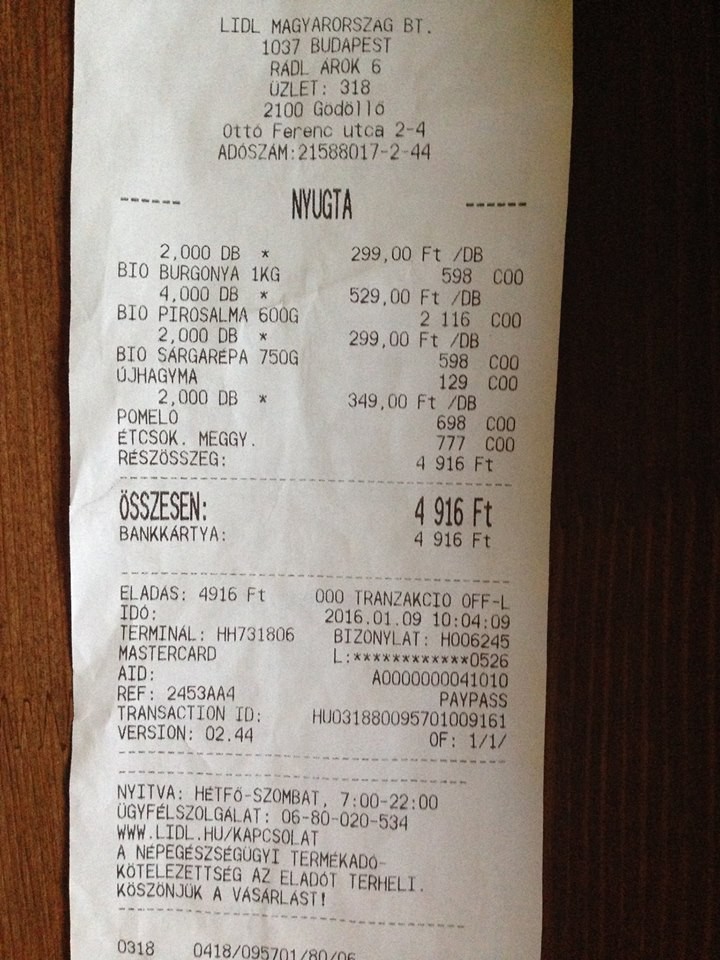 LIDL MAGYARORSZÁG BT.
1037 BUDAPEST
RÁDL ÁROK 6
ÜZLET: 318
2100 Gödöllő
Ottó Ferenc utca 2-4
ADÓSZÁM:21588017-2-44
------ NYUGTA ------
2,000 DB * 299,00 Ft /DB
BIO BURGONYA 1KG 598 C00
4,000 DB * 529,00 Ft /DB
BIO PIROSALMA 600G 2 116 C00
2,000 DB * 299,00 Ft /DB
BIO SÁRGARÉPA 750G 598 C00
ÚJHAGYMA 129 C00
2,000 DB * 349,00 Ft /DB
POMELO 698 C00
ÉTCSOK. MEGGY. 777 C00
RÉSZÖSSZEG: 4 916 Ft
ÖSSZESEN: 4 916 Ft
BANKKÁRTYA: 4 916 Ft
ELADÁS: 4916 Ft 000 TRANZAKCIO OFF-L
IDŐ: 2016.01.09 10:04:09
TERMINÁL: HH731806 BIZONYLAT: H006245
MASTERCARD L:************0526
AID: A0000000041010
REF: 2453AA4 PAYPASS
TRANSACTION ID: HU031880095701009161
VERSION: 02.44 OF: 1/1/
NYITVA: HÉTFŐ-SZOMBAT, 7:00-22:00
ÜGYFÉLSZOLGÁLAT: 06-80-020-534
WWW.LIDL.HU/KAPCSOLAT
A NÉPEGÉSZSÉGÜGYI TERMÉKADÓ-
KÖTELEZETTSÉG AZ ELADÓT TERHELI.
KÖSZÖNJÜK A VÁSÁRLÁST!
0318 0418/095701/80/06